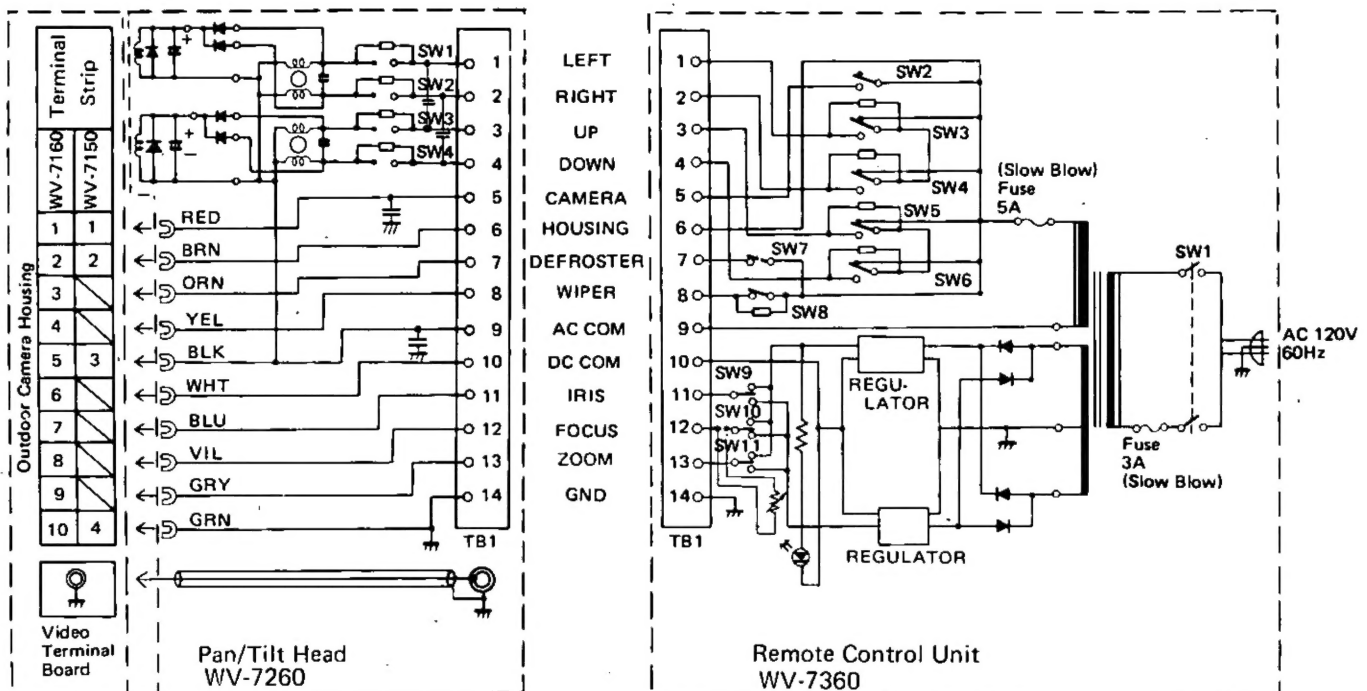 Outdoor Camera Housing
Terminal
Strip
WV-7160
WV-7150
1 1
2 2
3
4
5 3
6
7
8
9
10 4
Video
Terminal
Board
+
+
−
SW1
SW2
SW3
SW4
RED
BRN
ORN
YEL
BLK
WHT
BLU
VIL
GRY
GRN
1
2
3
4
5
6
7
8
9
10
11
12
13
14
TB1
Pan/Tilt Head
WV-7260
LEFT
RIGHT
UP
DOWN
CAMERA
HOUSING
DEFROSTER
WIPER
AC COM
DC COM
IRIS
FOCUS
ZOOM
GND
1
2
3
4
5
6
7
8
9
10
11
12
13
14
TB1
SW2
SW3
SW4
SW5
SW6
SW7
SW8
SW9
SW10
SW11
(Slow Blow)
Fuse
5A
REGU-
LATOR
REGULATOR
SW1
AC 120V
60Hz
Fuse
3A
(Slow Blow)
Remote Control Unit
WV-7360